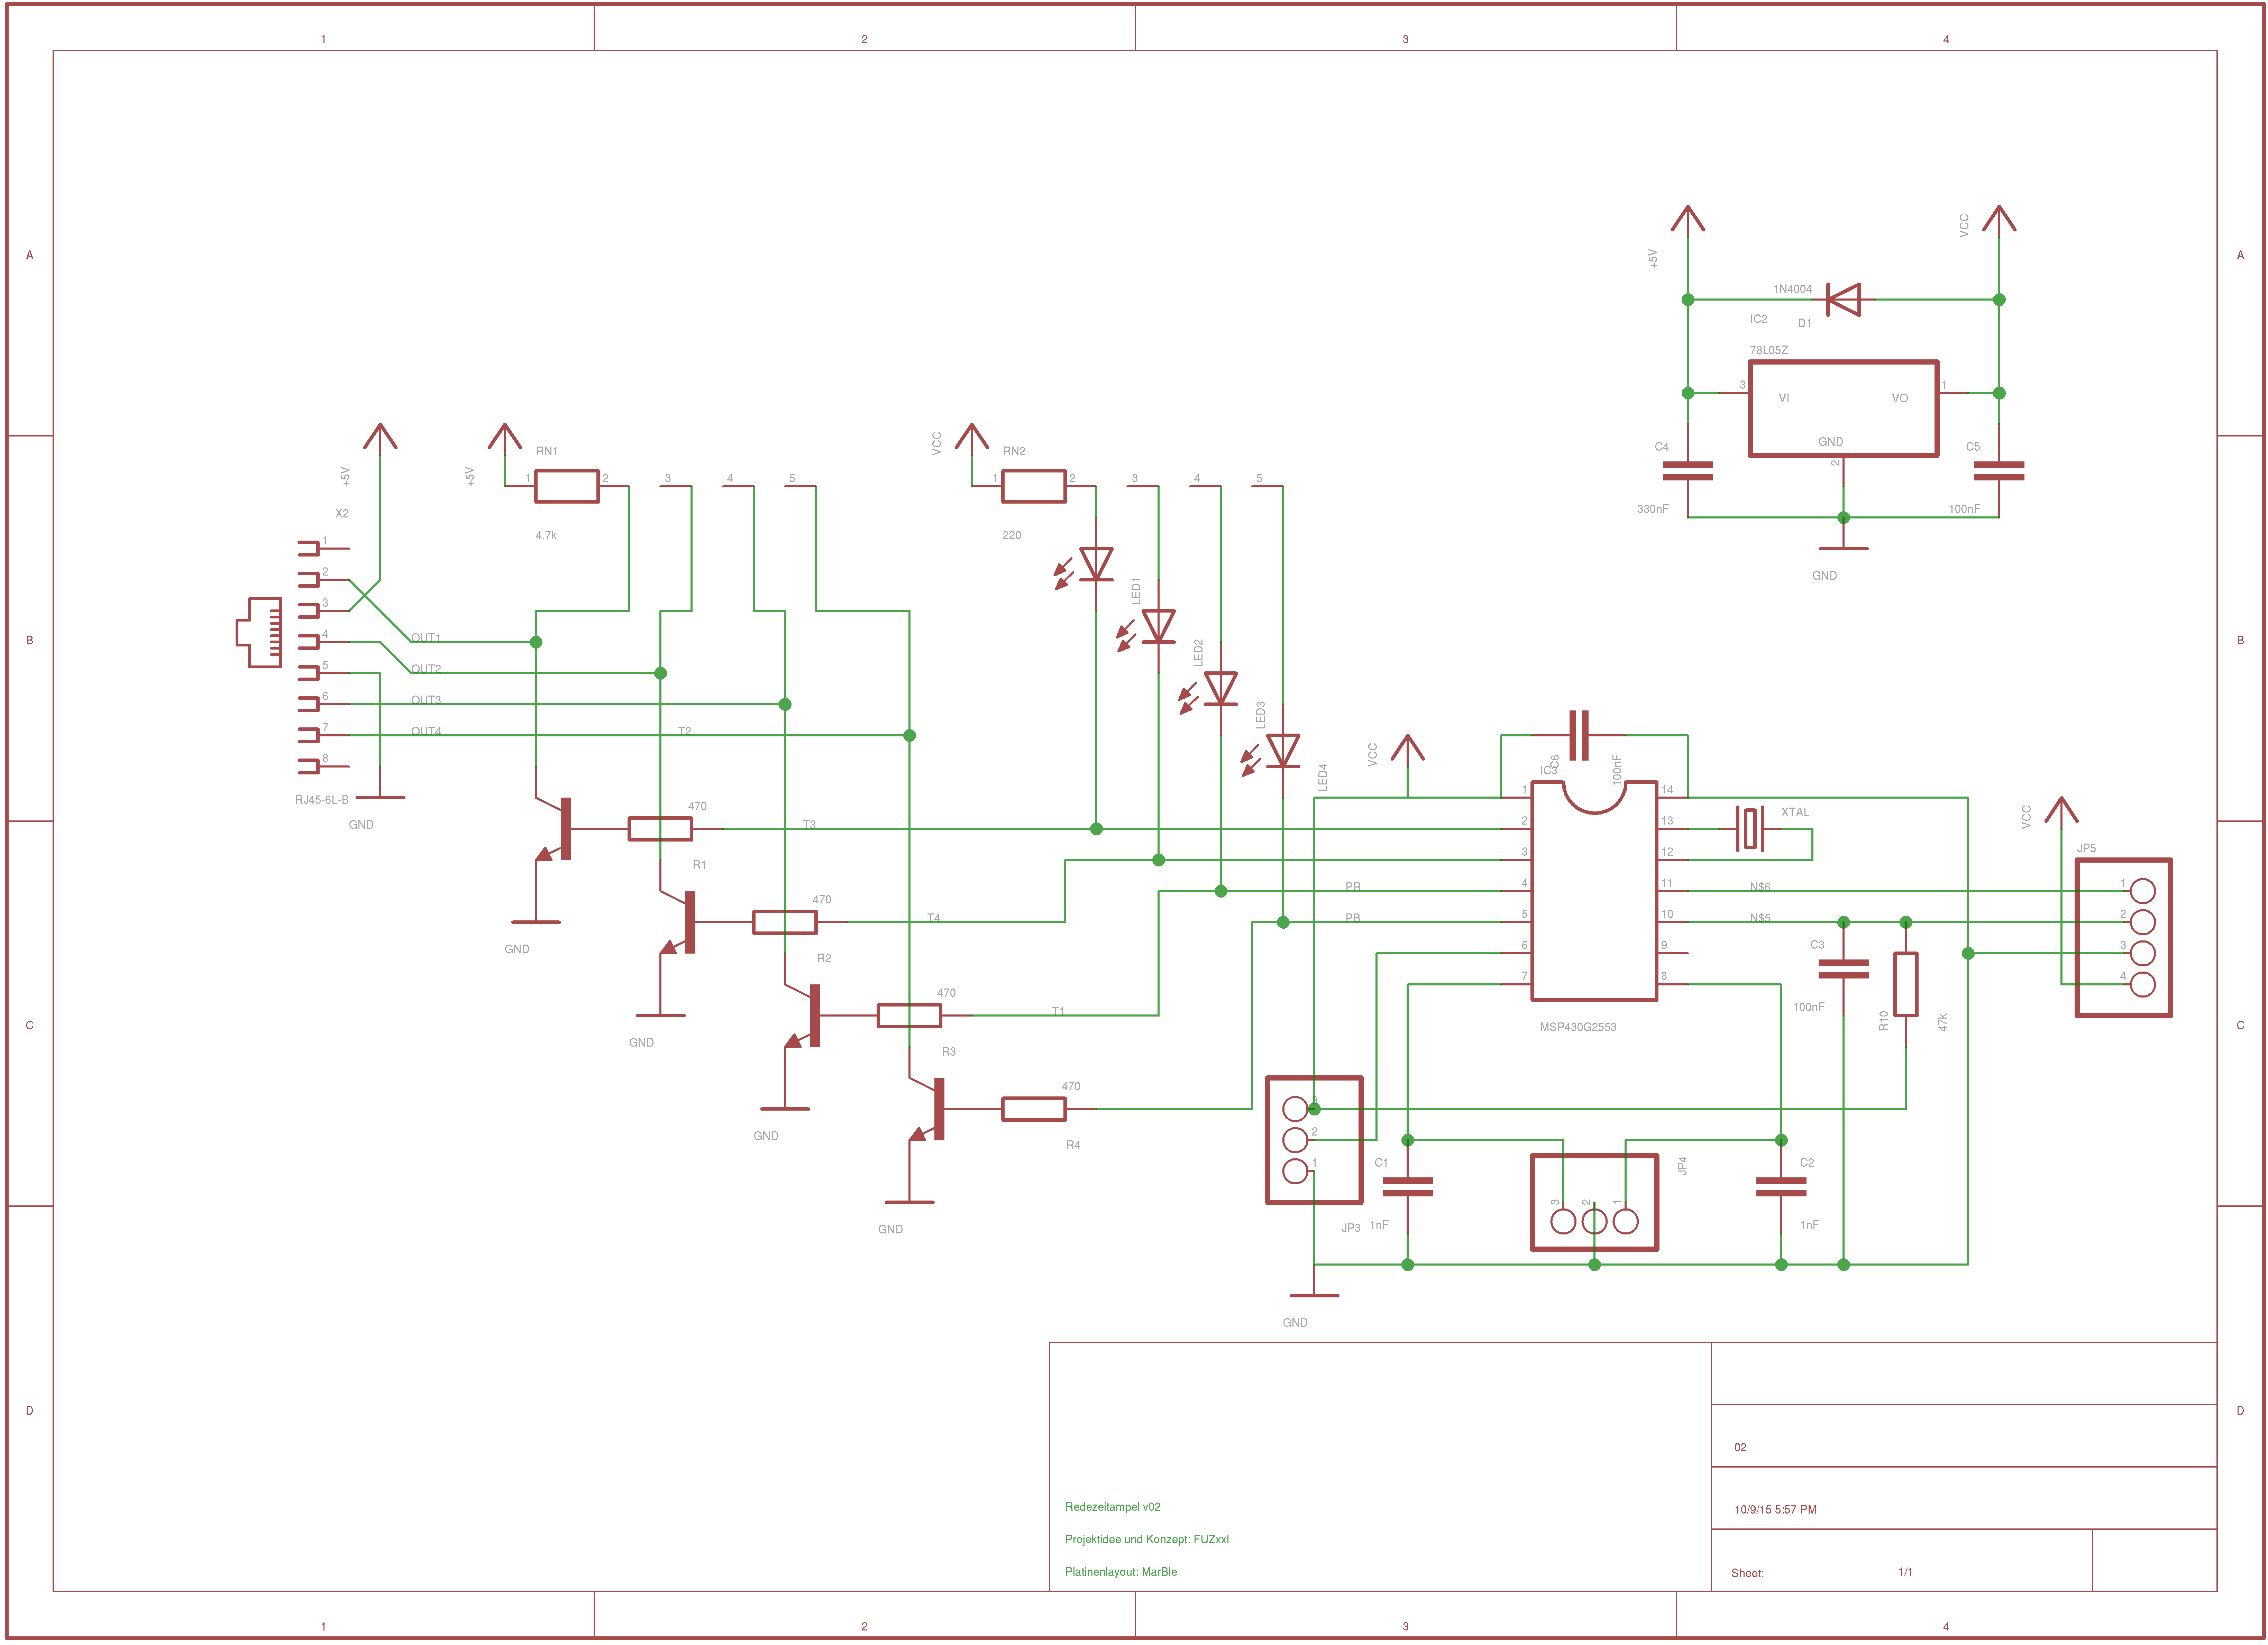 1 2 3 4
A A
+5V VCC
1N4004
IC2 D1
78L05Z
3 VI VO 1
GND
2
C4 C5
330nF 100nF
GND
B B
+5V +5V RN1 VCC RN2
1 2 3 4 5 1 2 3 4 5
X2 4.7k 220
1
2
3
4 OUT1
5 OUT2
6 OUT3
7 OUT4 T2
8
RJ45-6L-B
GND
LED1
LED2
LED3
LED4
VCC
C6 100nF
IC3
1 14
2 13 XTAL
3 12
4 11
5 10
6 9
7 8
MSP430G2553
PR N$6
PB N$5
470 T3
R1
GND
470 T4
R2
GND
470 T1
R3
GND
470
R4
GND
VCC
JP5
1
2
3
4
C C
C3
100nF
R10 47k
3
2
1
JP3
C1
1nF
JP4
3 2 1
C2
1nF
GND
D D
02
Redezeitampel v02
10/9/15 5:57 PM
Projektidee und Konzept: FUZxxl
Platinenlayout: MarBle
Sheet: 1/1
1 2 3 4